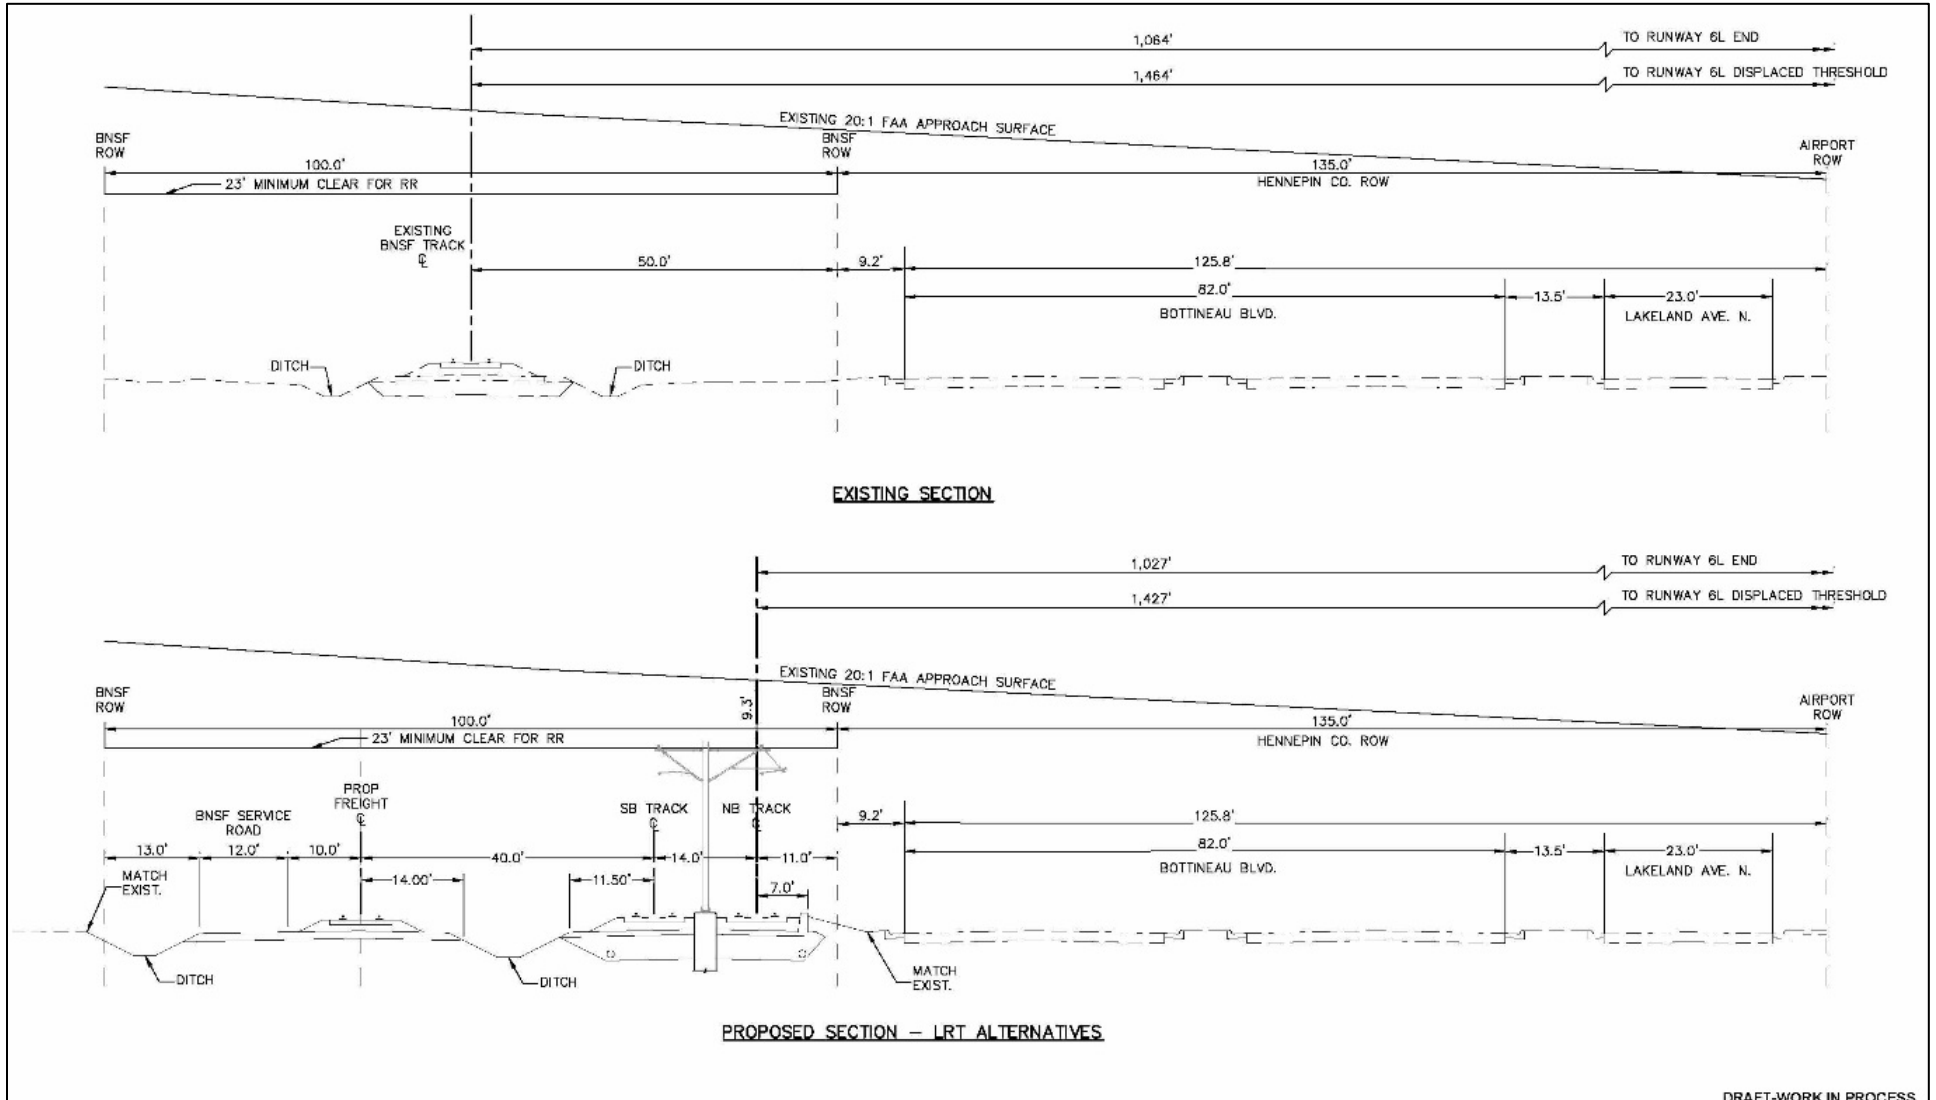 1,064'
TO RUNWAY 6L END
1,464'
TO RUNWAY 6L DISPLACED THRESHOLD
EXISTING 20:1 FAA APPROACH SURFACE
BNSF
ROW
BNSF
ROW
AIRPORT
ROW
100.0'
135.0'
23' MINIMUM CLEAR FOR RR
HENNEPIN CO. ROW
EXISTING
BNSF TRACK
℄
50.0'
9.2'
125.8'
82.0'
13.5'
23.0'
BOTTINEAU BLVD.
LAKELAND AVE. N.
DITCH
DITCH
EXISTING SECTION
1,027'
TO RUNWAY 6L END
1,427'
TO RUNWAY 6L DISPLACED THRESHOLD
EXISTING 20:1 FAA APPROACH SURFACE
BNSF
ROW
9.3'
BNSF
ROW
AIRPORT
ROW
100.0'
135.0'
23' MINIMUM CLEAR FOR RR
HENNEPIN CO. ROW
PROP
FREIGHT
℄
BNSF SERVICE
ROAD
SB TRACK
℄
NB TRACK
℄
9.2'
125.8'
13.0'
12.0'
10.0'
40.0'
14.0'
11.0'
82.0'
13.5'
23.0'
BOTTINEAU BLVD.
LAKELAND AVE. N.
MATCH
EXIST.
14.00'
11.50'
7.0'
DITCH
DITCH
MATCH
EXIST.
PROPOSED SECTION – LRT ALTERNATIVES
DRAFT-WORK IN PROCESS